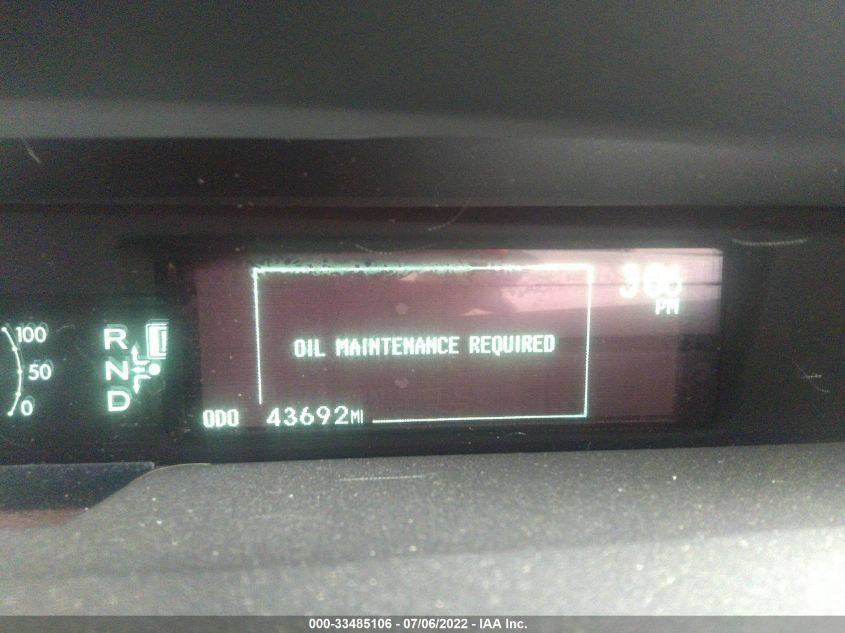 100
50
0
R
N
D
PM
OIL MAINTENANCE REQUIRED
ODO 43692MI
000-33485106 - 07/06/2022 - IAA Inc.